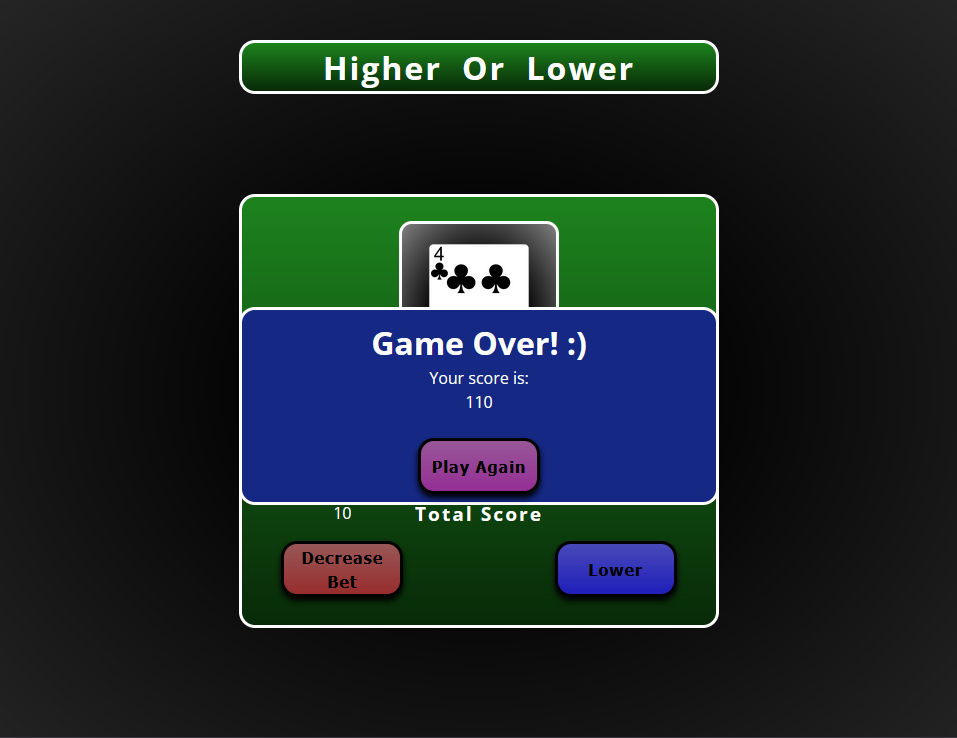 Higher Or Lower
4
Game Over! :)
Your score is:
110
Play Again
10
Total Score
Decrease
Bet
Lower